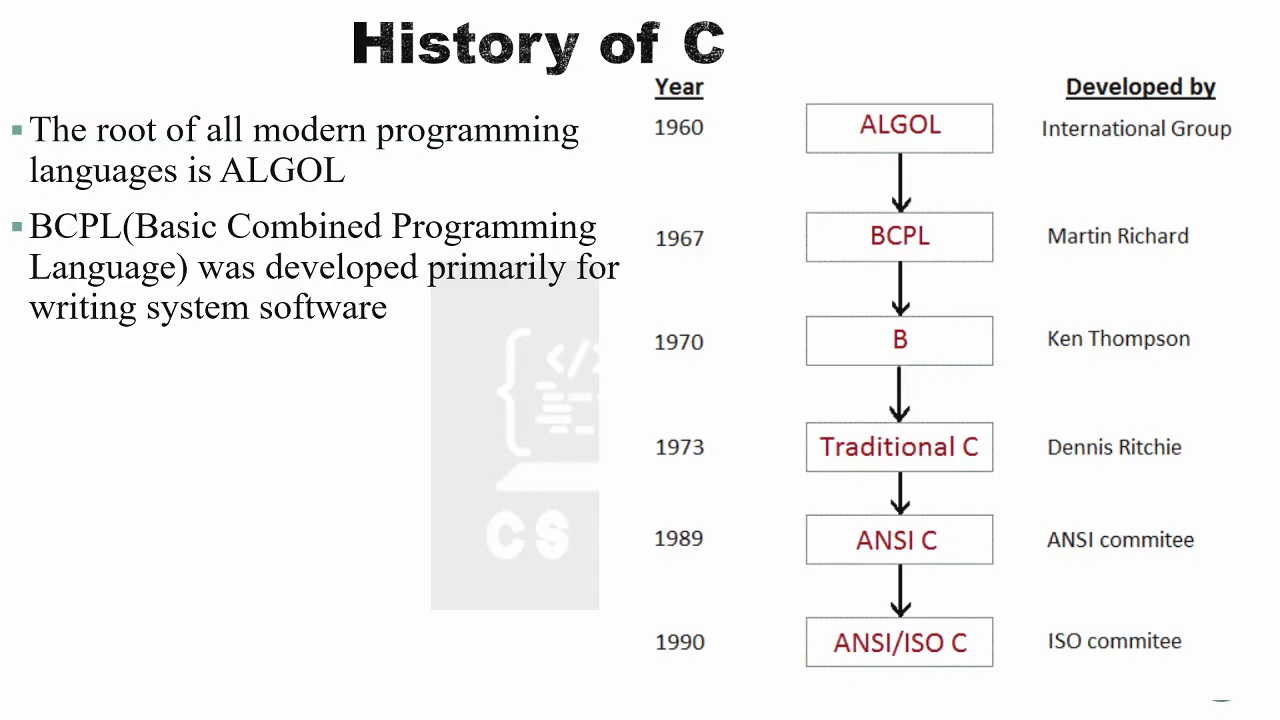 History of C
The root of all modern programming
languages is ALGOL
BCPL(Basic Combined Programming
Language) was developed primarily for
writing system software
Year Developed by
1960 ALGOL International Group
1967 BCPL Martin Richard
1970 B Ken Thompson
1973 Traditional C Dennis Ritchie
1989 ANSI C ANSI commitee
1990 ANSI/ISO C ISO commitee
</> 
CS